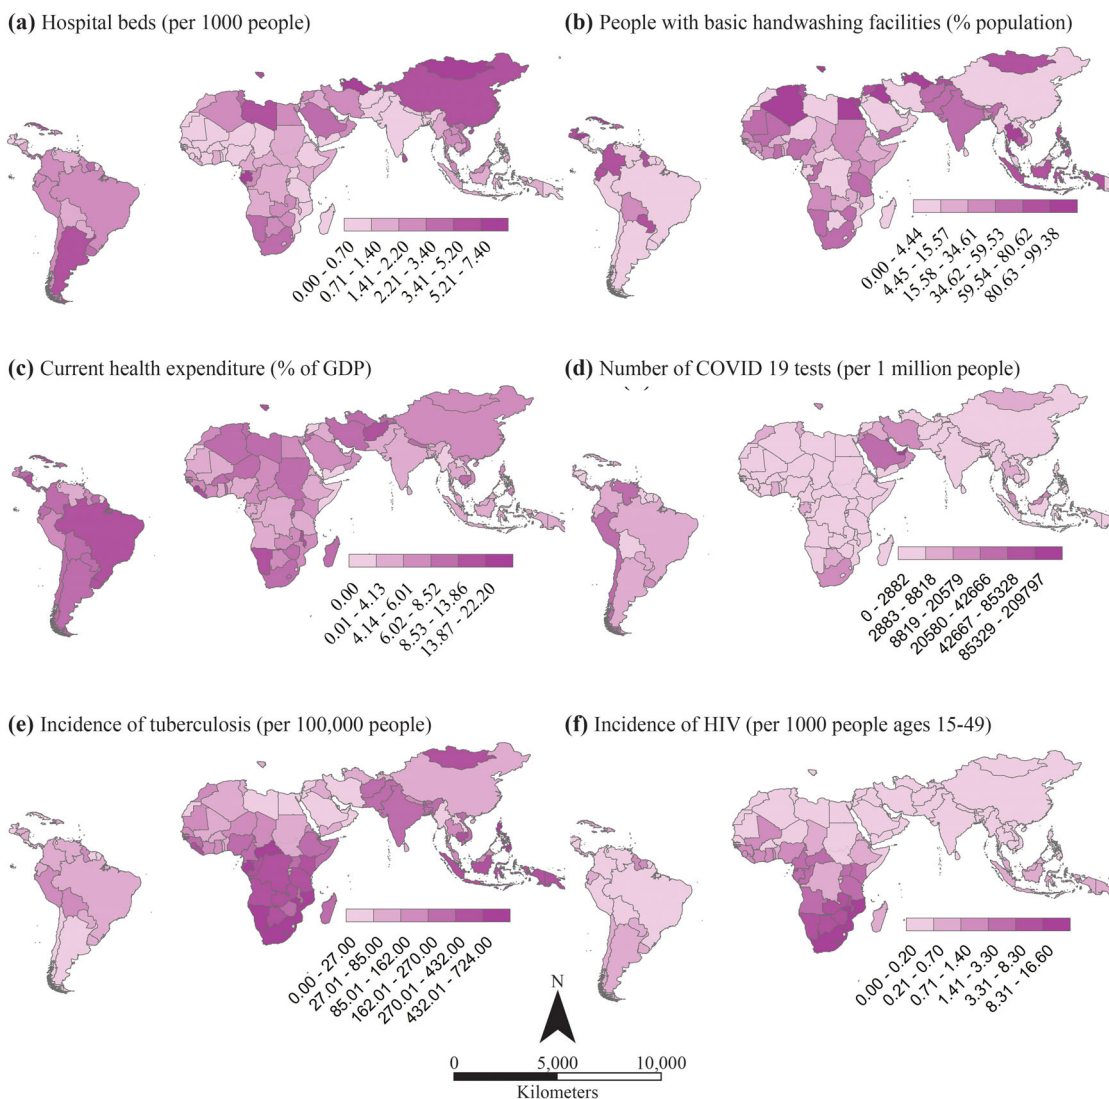 (a) Hospital beds (per 1000 people)
(b) People with basic handwashing facilities (% population)
0.00 - 0.70
0.71 - 1.40
1.41 - 2.20
2.21 - 3.40
3.41 - 5.20
5.21 - 7.40
0.00 - 4.44
4.45 - 15.57
15.58 - 34.61
34.62 - 59.53
59.54 - 80.62
80.63 - 99.38
(c) Current health expenditure (% of GDP)
(d) Number of COVID 19 tests (per 1 million people)
0.00
0.01 - 4.13
4.14 - 6.01
6.02 - 8.52
8.53 - 13.86
13.87 - 22.20
0 - 2882
2883 - 8818
8819 - 20579
20580 - 42666
42667 - 85328
85329 - 209797
(e) Incidence of tuberculosis (per 100,000 people)
(f) Incidence of HIV (per 1000 people ages 15-49)
0.00 - 27.00
27.01 - 85.00
85.01 - 162.00
162.01 - 270.00
270.01 - 432.00
432.01 - 724.00
0.00 - 0.20
0.21 - 0.70
0.71 - 1.40
1.41 - 3.30
3.31 - 8.30
8.31 - 16.60
N
0 5,000 10,000
Kilometers